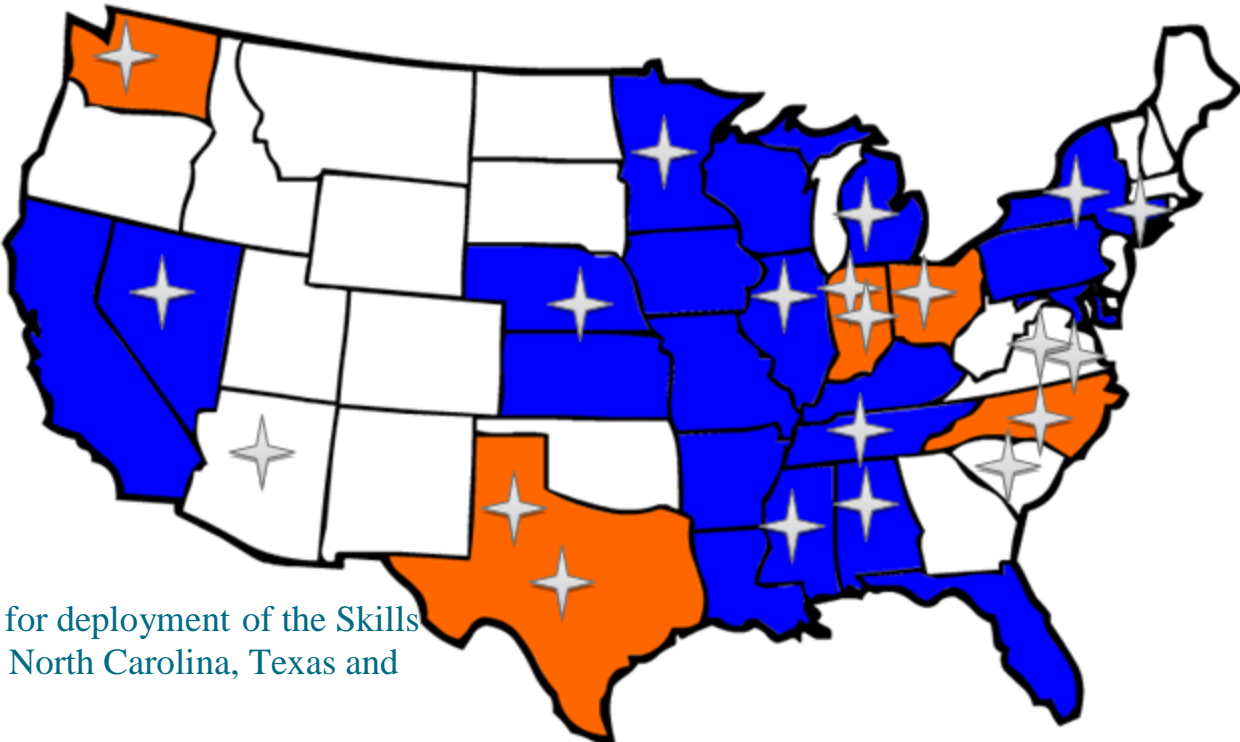 for deployment of the Skills
North Carolina, Texas and